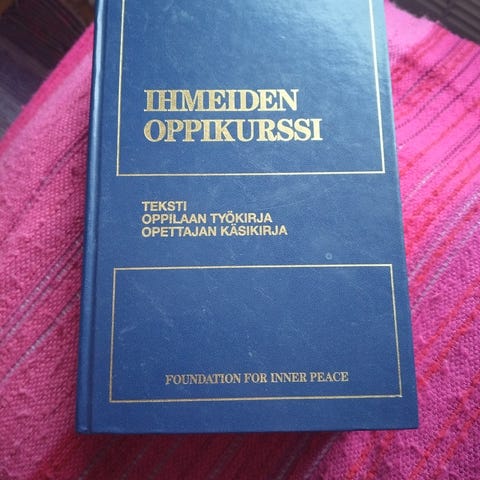 IHMEIDEN
OPPIKURSSI
TEKSTI
OPPILAAN TYÖKIRJA
OPETTAJAN KÄSIKIRJA
FOUNDATION FOR INNER PEACE